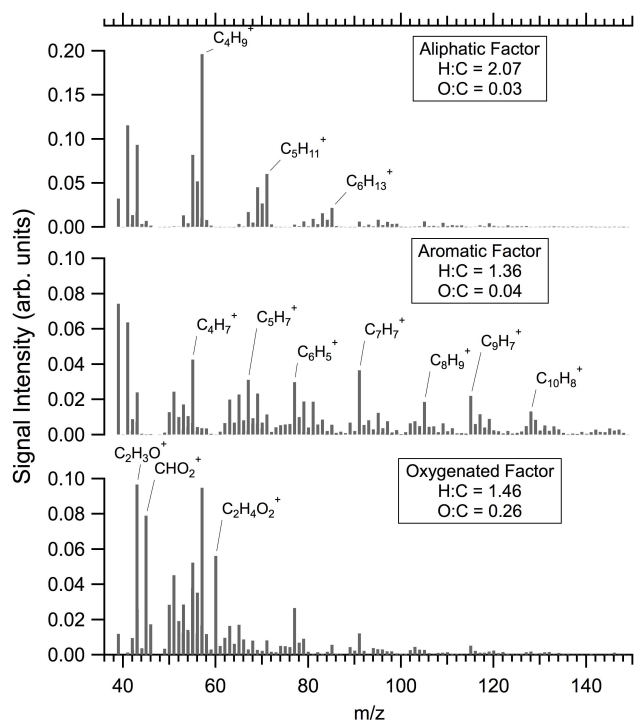 C₄H₉⁺
Aliphatic Factor
H:C = 2.07
O:C = 0.03
0.20
0.15
0.10
0.05
0.00
C₅H₁₁⁺
C₆H₁₃⁺
Signal Intensity (arb. units)
Aromatic Factor
H:C = 1.36
O:C = 0.04
0.10
0.08
0.06
0.04
0.02
0.00
C₄H₇⁺
C₅H₇⁺
C₆H₅⁺
C₇H₇⁺
C₈H₉⁺
C₉H₇⁺
C₁₀H₈⁺
Oxygenated Factor
H:C = 1.46
O:C = 0.26
C₂H₃O⁺
CHO₂⁺
C₂H₄O₂⁺
0.10
0.08
0.06
0.04
0.02
0.00
40 60 80 100 120 140
m/z